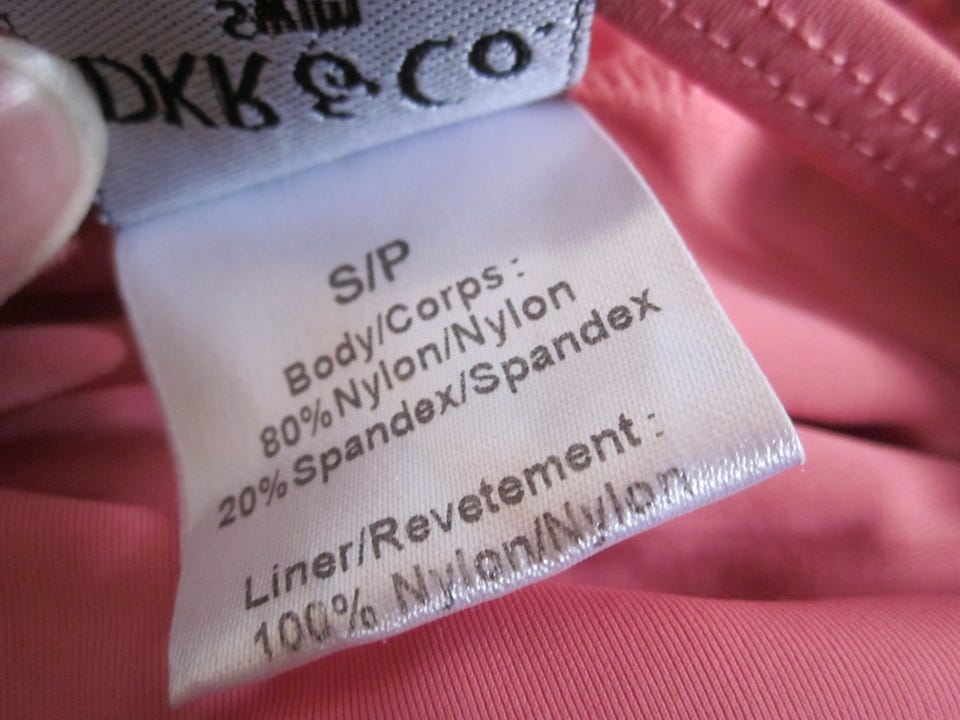 DKR & Co.
S/P
Body/Corps :
80%Nylon/Nylon
20%Spandex/Spandex
Liner/Revetement :
100% Nylon/Nylon